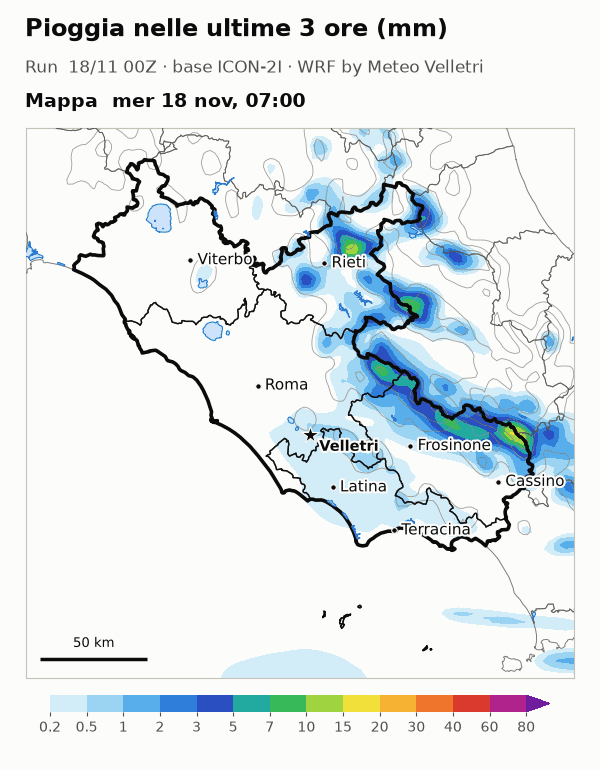 Pioggia nelle ultime 3 ore (mm)
Run 18/11 00Z · base ICON-2I · WRF by Meteo Velletri
Mappa mer 18 nov, 07:00
Viterbo
Rieti
Roma
Velletri
Frosinone
Latina
Cassino
Terracina
50 km
0.2 0.5 1 2 3 5 7 10 15 20 30 40 60 80